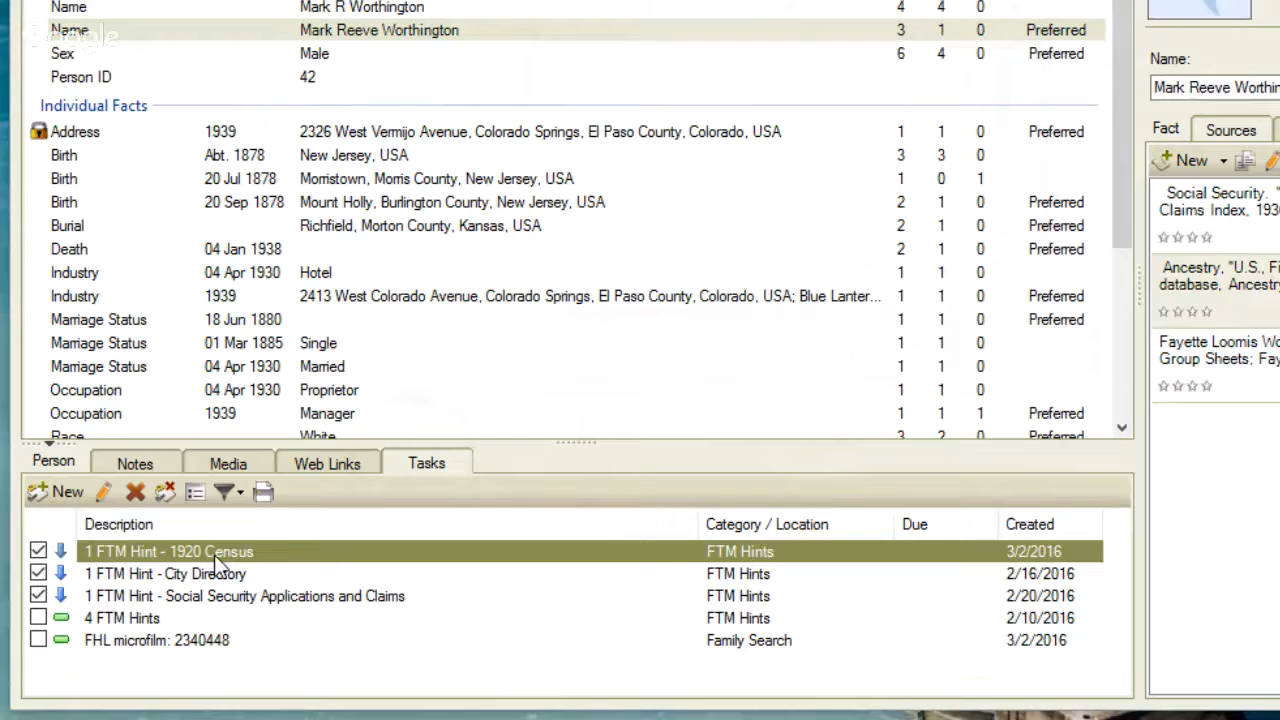 Name Mark R Worthington 4 4 0
Name Mark Reeve Worthington 3 1 0 Preferred
Google
Sex Male 6 4 0 Preferred
Person ID 42
Individual Facts
Address 1939 2326 West Vermijo Avenue, Colorado Springs, El Paso County, Colorado, USA 1 1 0 Preferred
Birth Abt. 1878 New Jersey, USA 3 3 0
Birth 20 Jul 1878 Morristown, Morris County, New Jersey, USA 1 0 1
Birth 20 Sep 1878 Mount Holly, Burlington County, New Jersey, USA 2 1 0 Preferred
Burial Richfield, Morton County, Kansas, USA 2 1 0 Preferred
Death 04 Jan 1938 2 1 0 Preferred
Industry 04 Apr 1930 Hotel 1 1 0
Industry 1939 2413 West Colorado Avenue, Colorado Springs, El Paso County, Colorado, USA; Blue Lanter... 1 1 0 Preferred
Marriage Status 18 Jun 1880 1 1 0 Preferred
Marriage Status 01 Mar 1885 Single 1 1 0
Marriage Status 04 Apr 1930 Married 1 1 0
Occupation 04 Apr 1930 Proprietor 1 1 0
Occupation 1939 Manager 1 1 1 Preferred
Race White 3 2 0 Preferred
Person Notes Media Web Links Tasks
New
Description Category / Location Due Created
1 FTM Hint - 1920 Census FTM Hints 3/2/2016
1 FTM Hint - City Directory FTM Hints 2/16/2016
1 FTM Hint - Social Security Applications and Claims FTM Hints 2/20/2016
4 FTM Hints FTM Hints 2/10/2016
FHL microfilm: 2340448 Family Search 3/2/2016
Name:
Mark Reeve Worthin
Fact Sources
New
Social Security. "
Claims Index, 193
Ancestry, "U.S., Fi
database, Ancestry
Fayette Loomis Wo
Group Sheets; Fay